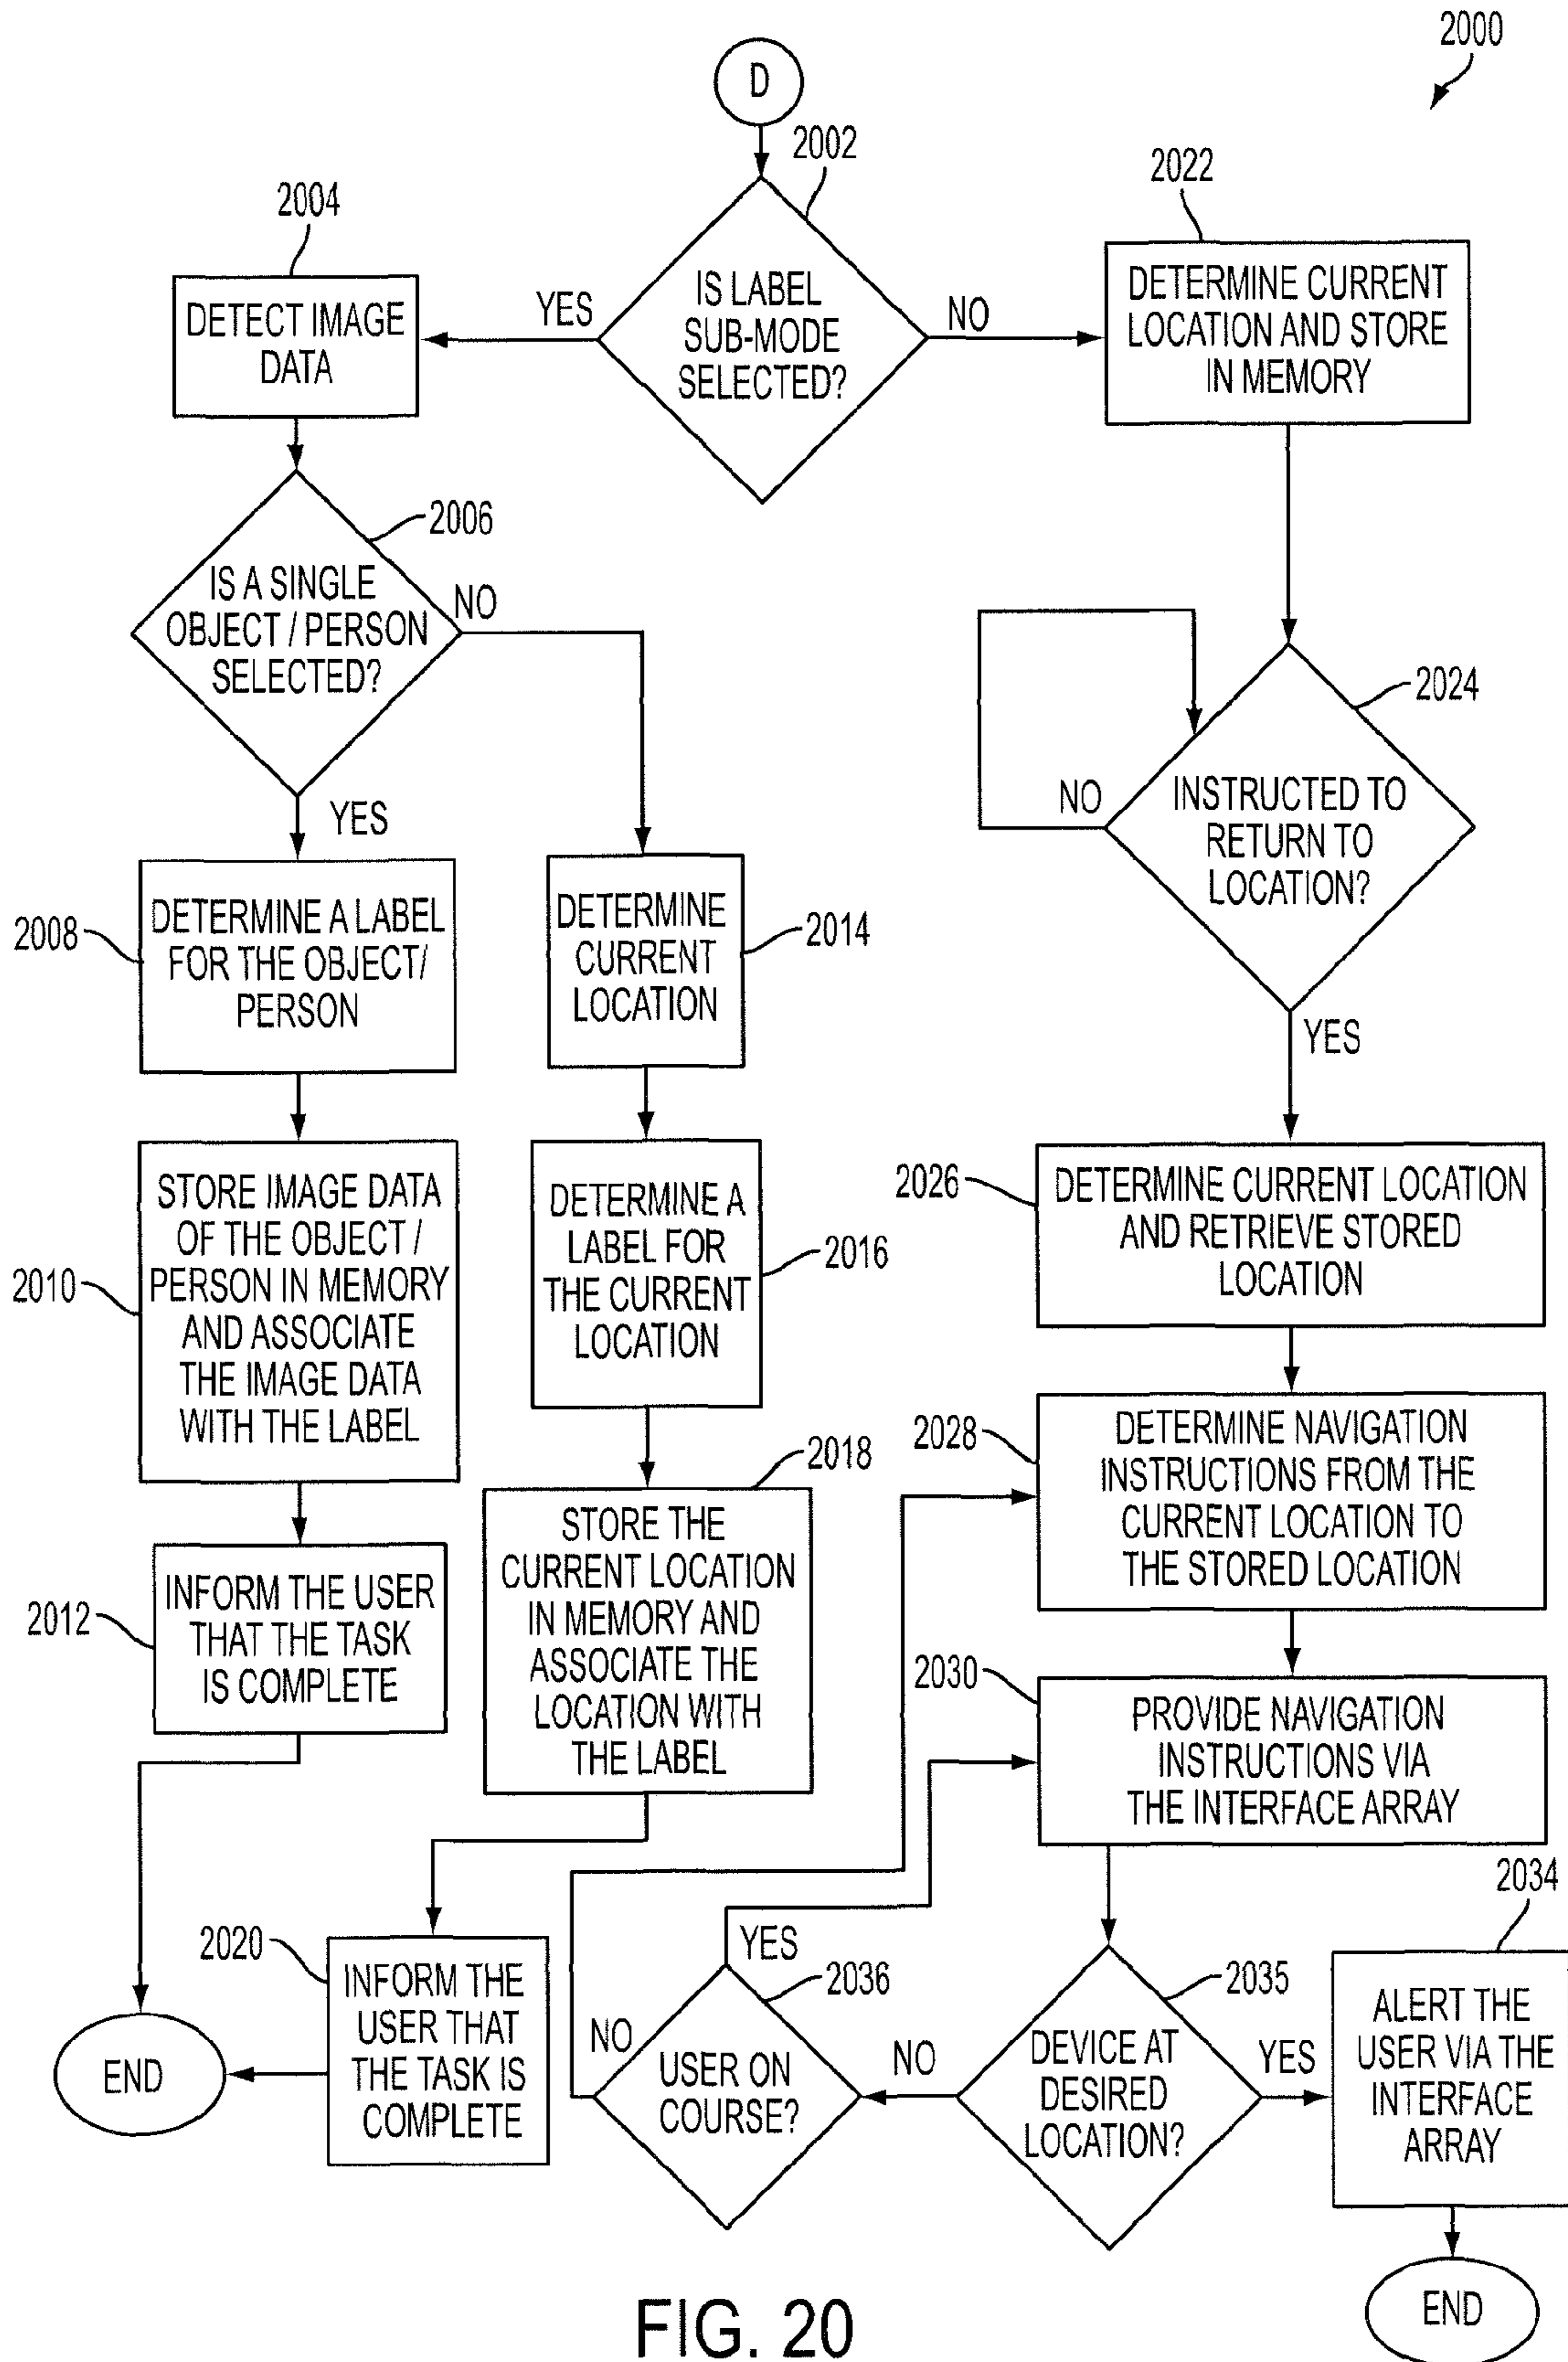 2000
D
2002
IS LABEL
SUB-MODE
SELECTED?
YES
NO
2004
DETECT IMAGE
DATA
2022
DETERMINE CURRENT
LOCATION AND STORE
IN MEMORY
2006
IS A SINGLE
OBJECT / PERSON
SELECTED?
NO
YES
2024
INSTRUCTED TO
RETURN TO
LOCATION?
NO
YES
2008
DETERMINE A LABEL
FOR THE OBJECT/
PERSON
2014
DETERMINE
CURRENT
LOCATION
2010
STORE IMAGE DATA
OF THE OBJECT /
PERSON IN MEMORY
AND ASSOCIATE
THE IMAGE DATA
WITH THE LABEL
2016
DETERMINE A
LABEL FOR
THE CURRENT
LOCATION
2026
DETERMINE CURRENT LOCATION
AND RETRIEVE STORED
LOCATION
2028
DETERMINE NAVIGATION
INSTRUCTIONS FROM THE
CURRENT LOCATION TO
THE STORED LOCATION
2018
STORE THE
CURRENT LOCATION
IN MEMORY AND
ASSOCIATE THE
LOCATION WITH
THE LABEL
2012
INFORM THE USER
THAT THE TASK
IS COMPLETE
2030
PROVIDE NAVIGATION
INSTRUCTIONS VIA
THE INTERFACE ARRAY
2020
INFORM THE
USER THAT
THE TASK IS
COMPLETE
END
2036
USER ON
COURSE?
YES
NO
2035
DEVICE AT
DESIRED
LOCATION?
NO
YES
2034
ALERT THE
USER VIA THE
INTERFACE
ARRAY
END
FIG. 20